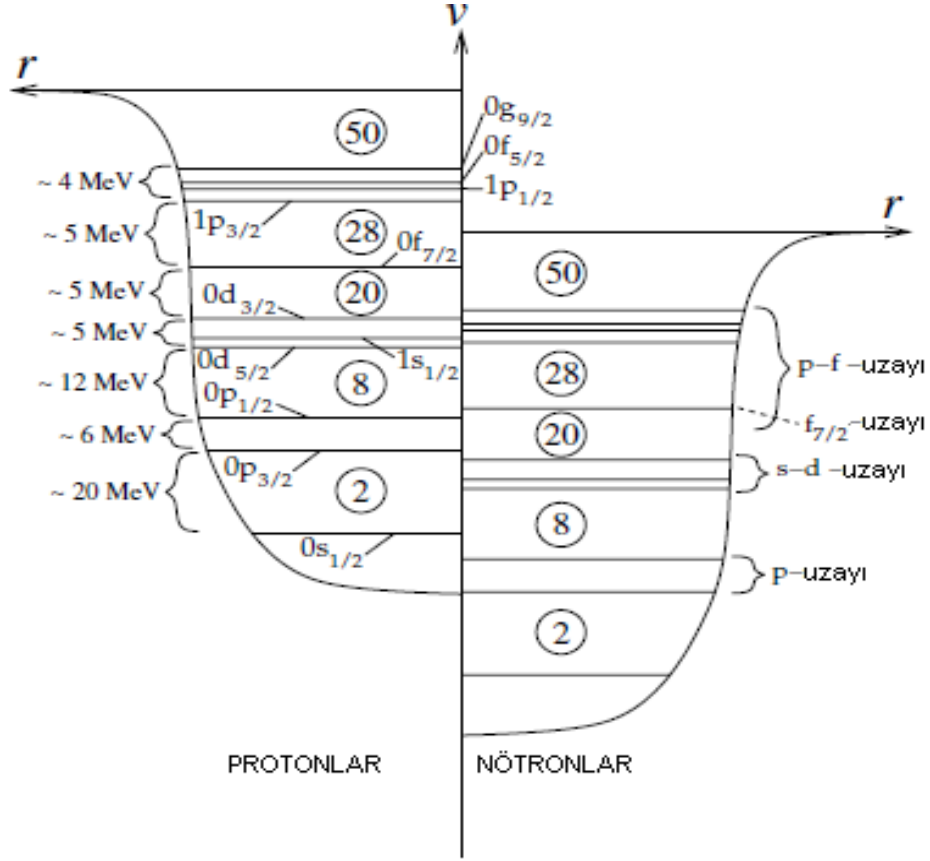 v
r
50
0g9/2
0f5/2
~ 4 MeV
1p1/2
1p3/2
28
r
~ 5 MeV
0f7/2
50
~ 5 MeV
0d3/2
20
~ 5 MeV
0d5/2
1s1/2
28
p-f -uzayı
~ 12 MeV
0p1/2
8
f7/2-uzayı
~ 6 MeV
20
0p3/2
s-d -uzayı
~ 20 MeV
2
8
0s1/2
p-uzayı
2
PROTONLAR
NÖTRONLAR